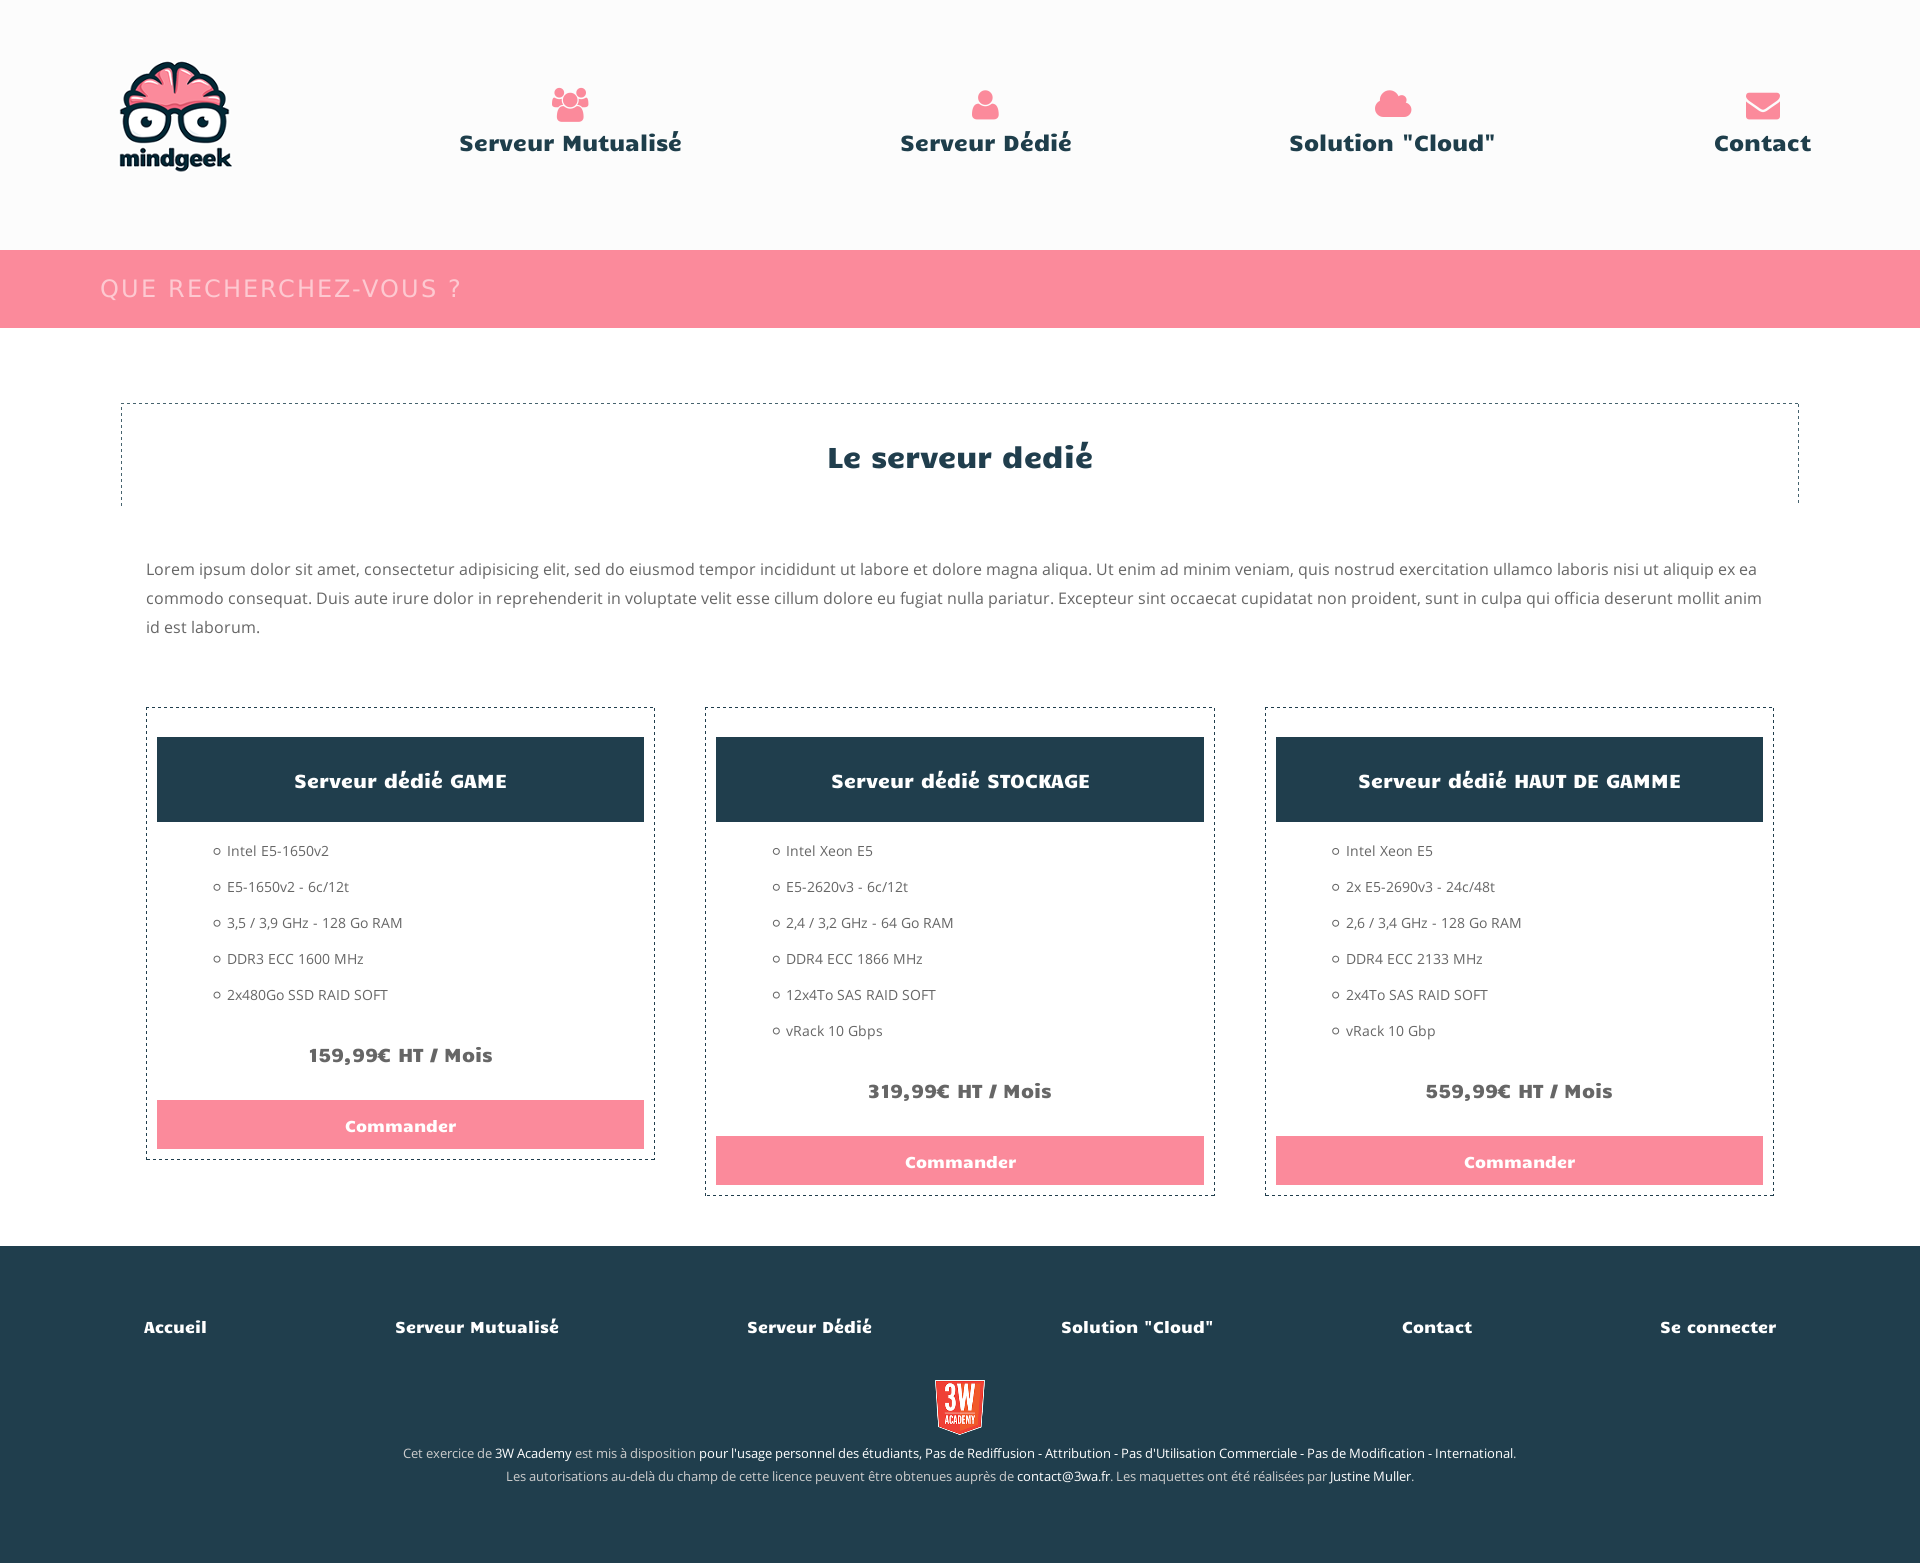 mindgeek
Serveur Mutualisé
Serveur Dédié
Solution "Cloud"
Contact
QUE RECHERCHEZ-VOUS ?
Le serveur dedié
Lorem ipsum dolor sit amet, consectetur adipisicing elit, sed do eiusmod tempor incididunt ut labore et dolore magna aliqua. Ut enim ad minim veniam, quis nostrud exercitation ullamco laboris nisi ut aliquip ex ea
commodo consequat. Duis aute irure dolor in reprehenderit in voluptate velit esse cillum dolore eu fugiat nulla pariatur. Excepteur sint occaecat cupidatat non proident, sunt in culpa qui officia deserunt mollit anim
id est laborum.
Serveur dédié GAME
Intel E5-1650v2
E5-1650v2 - 6c/12t
3,5 / 3,9 GHz - 128 Go RAM
DDR3 ECC 1600 MHz
2x480Go SSD RAID SOFT
159,99€ HT / Mois
Commander
Serveur dédié STOCKAGE
Intel Xeon E5
E5-2620v3 - 6c/12t
2,4 / 3,2 GHz - 64 Go RAM
DDR4 ECC 1866 MHz
12x4To SAS RAID SOFT
vRack 10 Gbps
319,99€ HT / Mois
Commander
Serveur dédié HAUT DE GAMME
Intel Xeon E5
2x E5-2690v3 - 24c/48t
2,6 / 3,4 GHz - 128 Go RAM
DDR4 ECC 2133 MHz
2x4To SAS RAID SOFT
vRack 10 Gbp
559,99€ HT / Mois
Commander
Accueil
Serveur Mutualisé
Serveur Dédié
Solution "Cloud"
Contact
Se connecter
3W
ACADEMY
Cet exercice de 3W Academy est mis à disposition pour l'usage personnel des étudiants, Pas de Rediffusion - Attribution - Pas d'Utilisation Commerciale - Pas de Modification - International.
Les autorisations au-delà du champ de cette licence peuvent être obtenues auprès de contact@3wa.fr. Les maquettes ont été réalisées par Justine Muller.